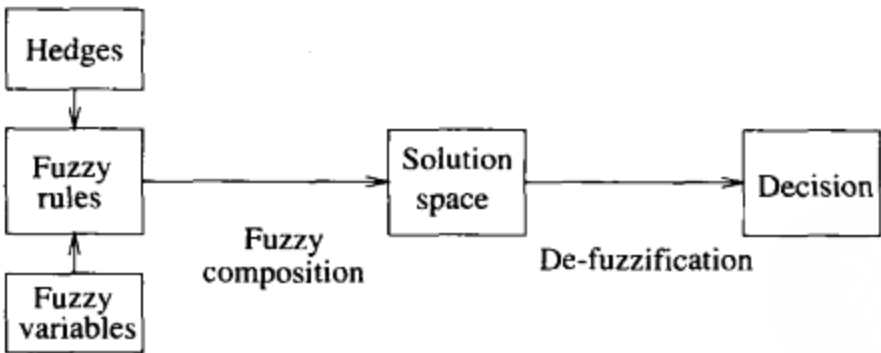 Hedges
Fuzzy
rules
Fuzzy
variables
Fuzzy
composition
Solution
space
De-fuzzification
Decision